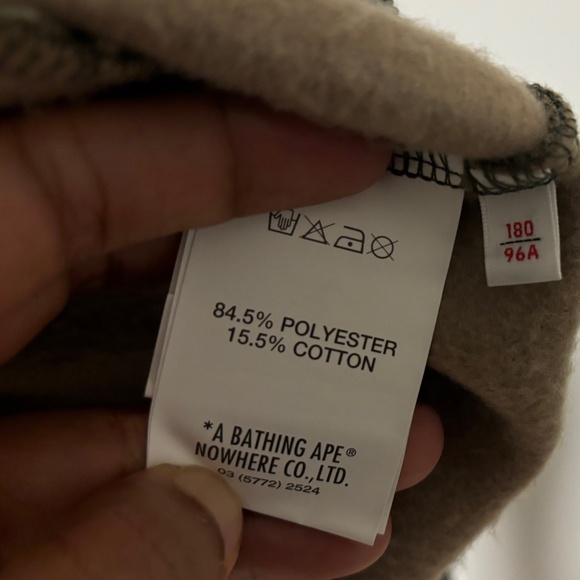 180
96A
84.5% POLYESTER
15.5% COTTON
*A BATHING APE®
NOWHERE CO., LTD.
03 (5772) 2524